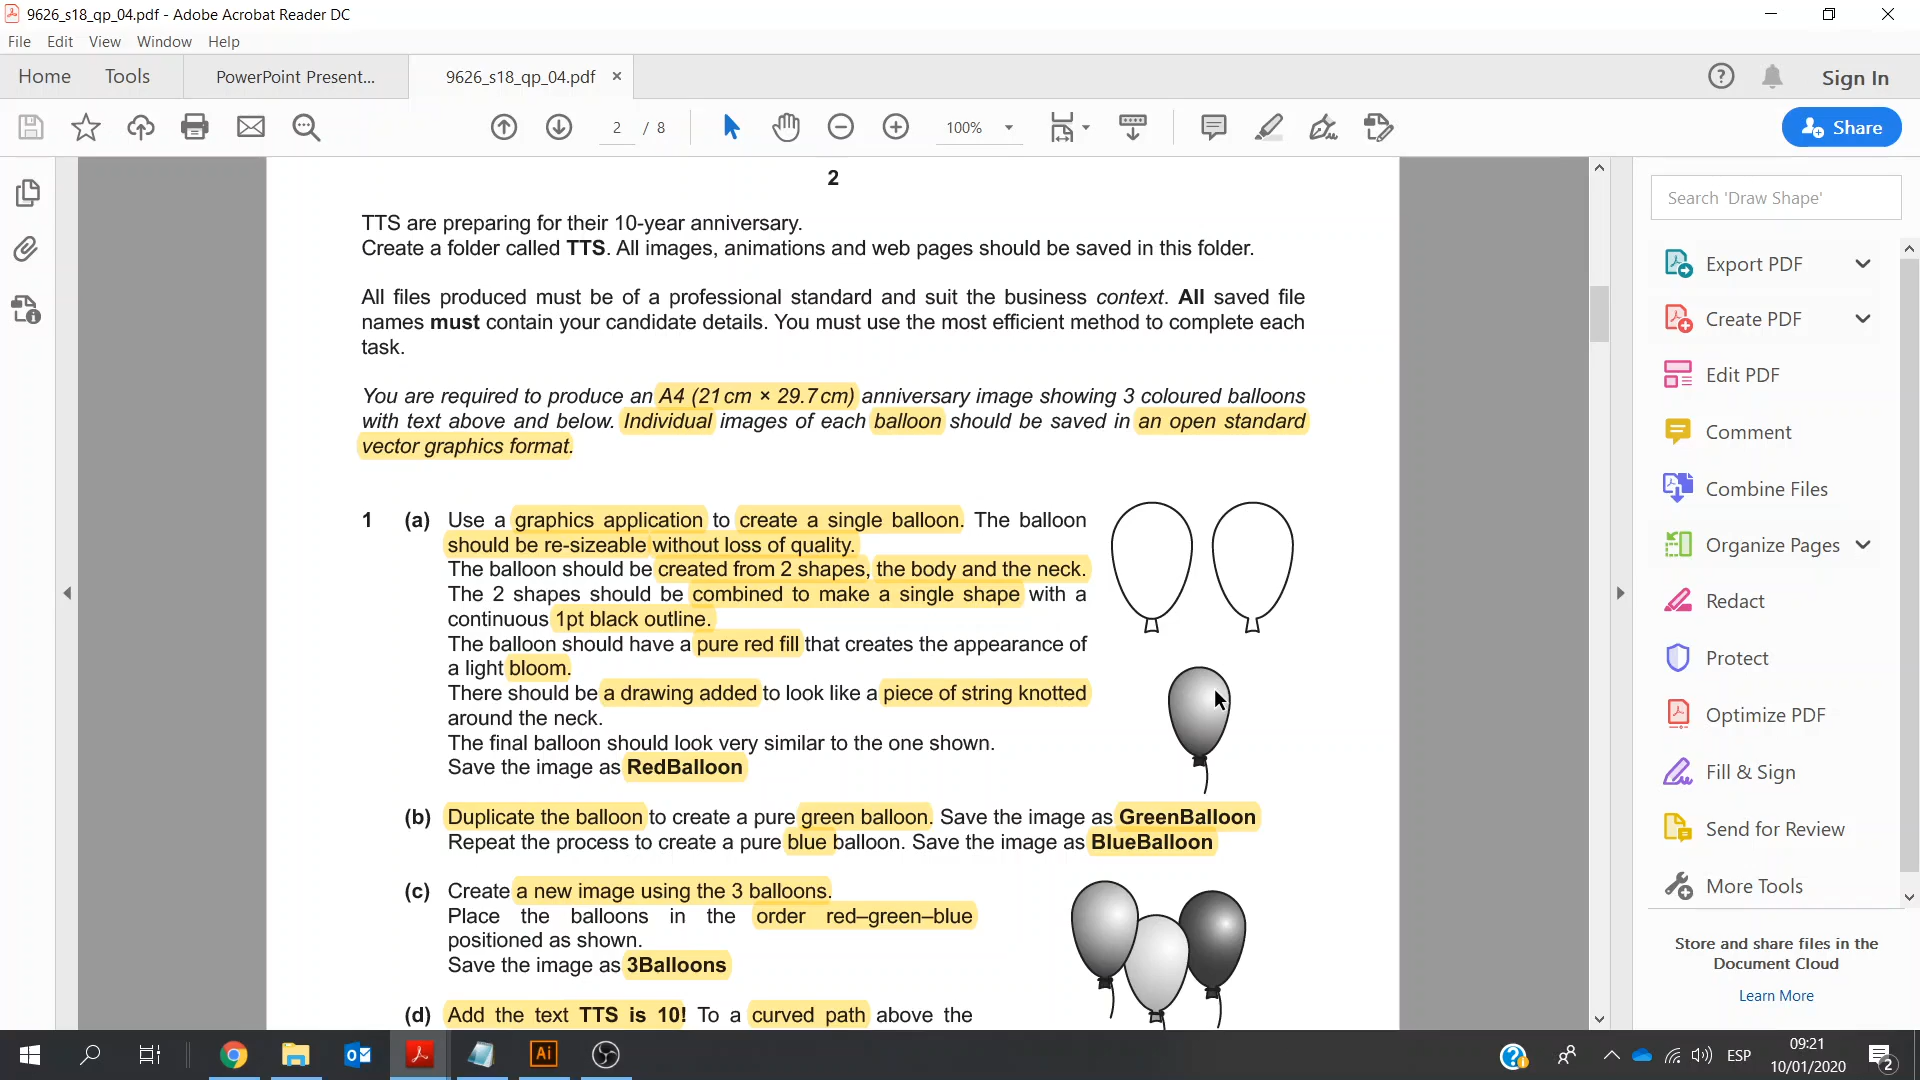 9626_s18_qp_04.pdf - Adobe Acrobat Reader DC
File Edit View Window Help
Home Tools PowerPoint Present... 9626_s18_qp_04.pdf × Sign In
2 / 8 100% Share
2
TTS are preparing for their 10-year anniversary.
Create a folder called TTS. All images, animations and web pages should be saved in this folder.
All files produced must be of a professional standard and suit the business context. All saved file
names must contain your candidate details. You must use the most efficient method to complete each
task.
You are required to produce an A4 (21 cm × 29.7 cm) anniversary image showing 3 coloured balloons
with text above and below. Individual images of each balloon should be saved in an open standard
vector graphics format.
1 (a) Use a graphics application to create a single balloon. The balloon
should be re-sizeable without loss of quality.
The balloon should be created from 2 shapes, the body and the neck.
The 2 shapes should be combined to make a single shape with a
continuous 1pt black outline.
The balloon should have a pure red fill that creates the appearance of
a light bloom.
There should be a drawing added to look like a piece of string knotted
around the neck.
The final balloon should look very similar to the one shown.
Save the image as RedBalloon
(b) Duplicate the balloon to create a pure green balloon. Save the image as GreenBalloon
Repeat the process to create a pure blue balloon. Save the image as BlueBalloon
(c) Create a new image using the 3 balloons.
Place the balloons in the order red–green–blue
positioned as shown.
Save the image as 3Balloons
(d) Add the text TTS is 10! To a curved path above the
Search 'Draw Shape'
Export PDF
Create PDF
Edit PDF
Comment
Combine Files
Organize Pages
Redact
Protect
Optimize PDF
Fill & Sign
Send for Review
More Tools
Store and share files in the
Document Cloud
Learn More
Ai
ESP
09:21
10/01/2020
2